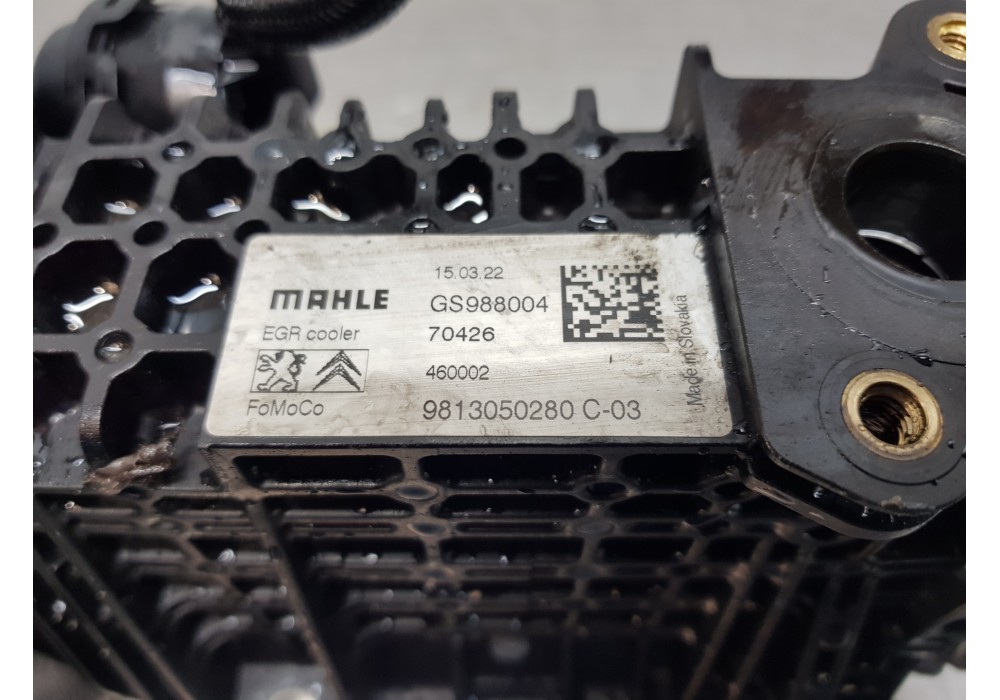 15.03.22
MAHLE GS988004
EGR cooler 70426
460002
FoMoCo 9813050280 C-03
Made in Slovakia